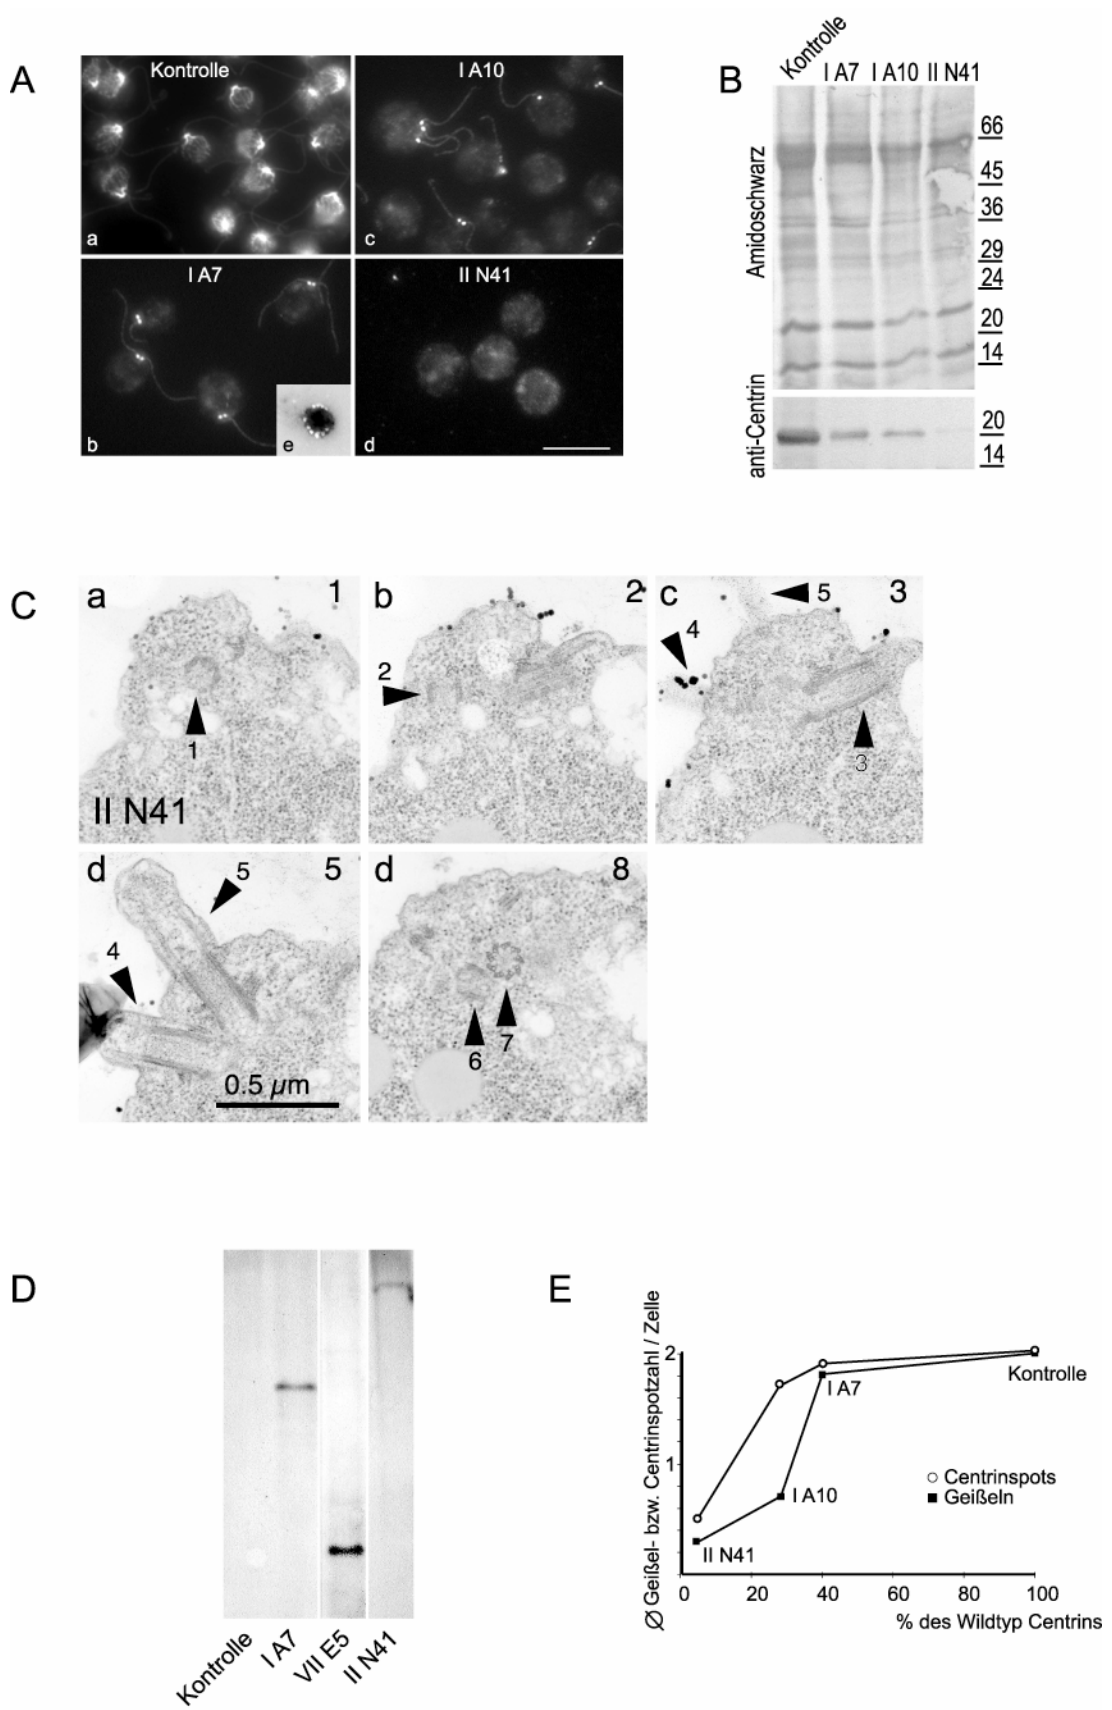 A
Kontrolle
a
I A10
c
I A7
b
e
II N41
d
B
Kontrolle
I A7
I A10
II N41
Amidoschwarz
66
45
36
29
24
20
14
anti-Centrin
20
14
C
a
1
1
II N41
b
2
2
c
3
5
4
3
d
5
5
4
0.5 µm
d
8
6
7
D
Kontrolle
I A7
VII E5
II N41
E
Ø Geißel- bzw. Centrinspotzahl / Zelle
2
1
Kontrolle
I A7
I A10
II N41
Centrinspots
Geißeln
0
20
40
60
80
100
% des Wildtyp Centrins